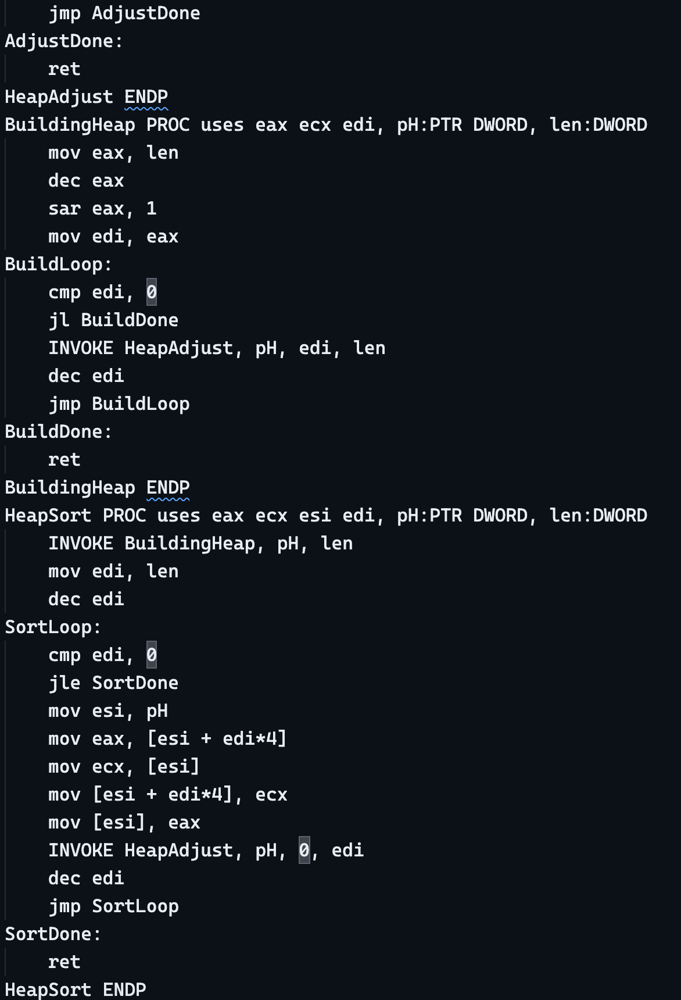 jmp AdjustDone
AdjustDone:
    ret
HeapAdjust ENDP
BuildingHeap PROC uses eax ecx edi, pH:PTR DWORD, len:DWORD
    mov eax, len
    dec eax
    sar eax, 1
    mov edi, eax
BuildLoop:
    cmp edi, 0
    jl BuildDone
    INVOKE HeapAdjust, pH, edi, len
    dec edi
    jmp BuildLoop
BuildDone:
    ret
BuildingHeap ENDP
HeapSort PROC uses eax ecx esi edi, pH:PTR DWORD, len:DWORD
    INVOKE BuildingHeap, pH, len
    mov edi, len
    dec edi
SortLoop:
    cmp edi, 0
    jle SortDone
    mov esi, pH
    mov eax, [esi + edi*4]
    mov ecx, [esi]
    mov [esi + edi*4], ecx
    mov [esi], eax
    INVOKE HeapAdjust, pH, 0, edi
    dec edi
    jmp SortLoop
SortDone:
    ret
HeapSort ENDP